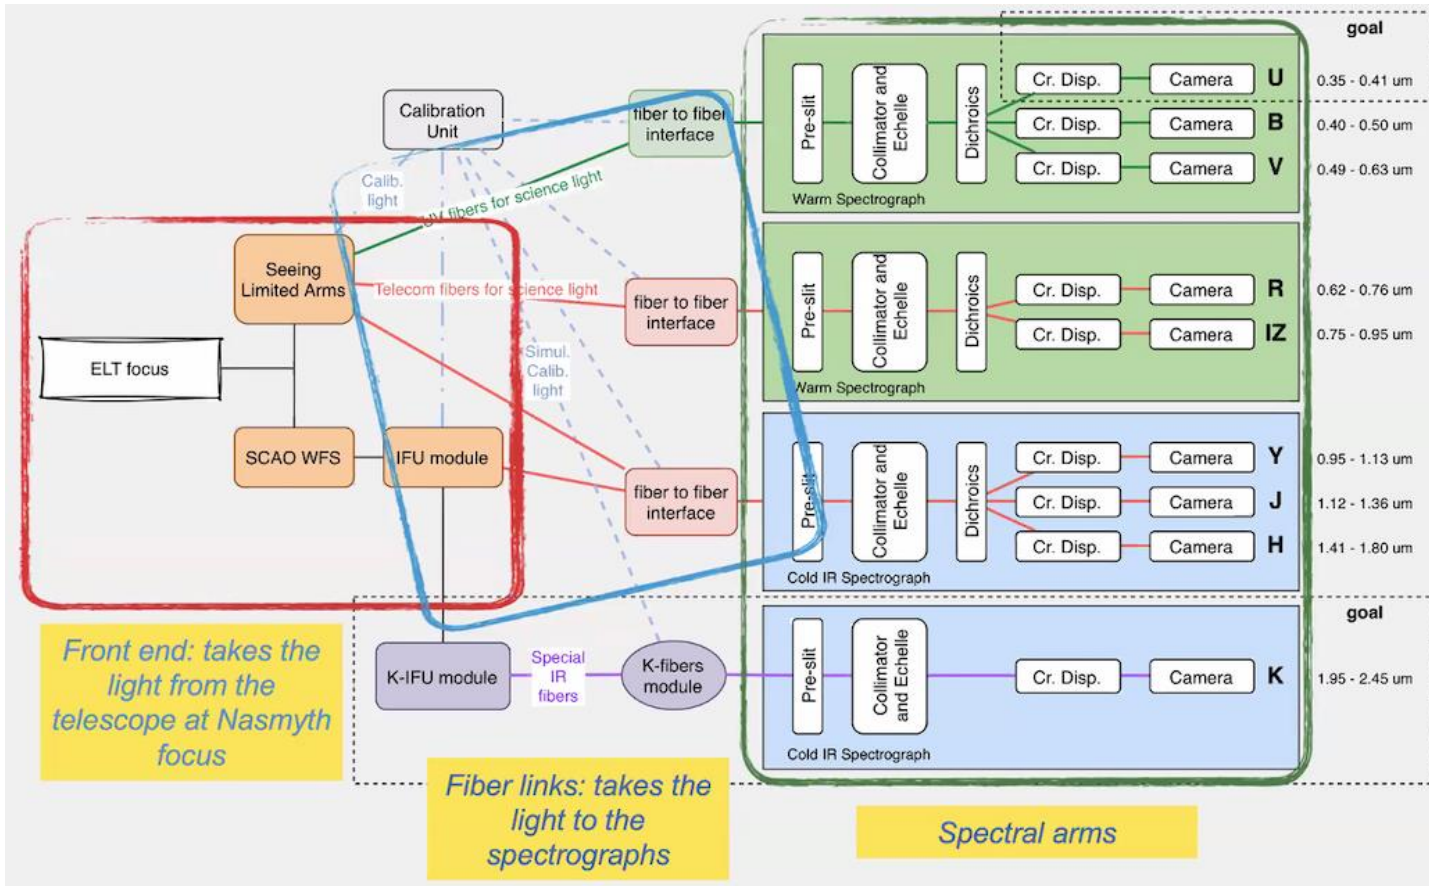 goal
Calibration
Unit
fiber to fiber
interface
Pre-slit
Collimator and
Echelle
Dichroics
Cr. Disp.
Camera
U
0.35 - 0.41 um
Cr. Disp.
Camera
B
0.40 - 0.50 um
Cr. Disp.
Camera
V
0.49 - 0.63 um
Warm Spectrograph
Calib.
light
UV fibers for science light
Seeing
Limited Arms
Telecom fibers for science light
fiber to fiber
interface
Pre-slit
Collimator and
Echelle
Dichroics
Cr. Disp.
Camera
R
0.62 - 0.76 um
Cr. Disp.
Camera
IZ
0.75 - 0.95 um
Warm Spectrograph
ELT focus
Simul.
Calib.
light
SCAO WFS
IFU module
fiber to fiber
interface
Pre-slit
Collimator and
Echelle
Dichroics
Cr. Disp.
Camera
Y
0.95 - 1.13 um
Cr. Disp.
Camera
J
1.12 - 1.36 um
Cr. Disp.
Camera
H
1.41 - 1.80 um
Cold IR Spectrograph
goal
K-IFU module
Special
IR
fibers
K-fibers
module
Pre-slit
Collimator
and Echelle
Cr. Disp.
Camera
K
1.95 - 2.45 um
Cold IR Spectrograph
Front end: takes the
light from the
telescope at Nasmyth
focus
Fiber links: takes the
light to the
spectrographs
Spectral arms